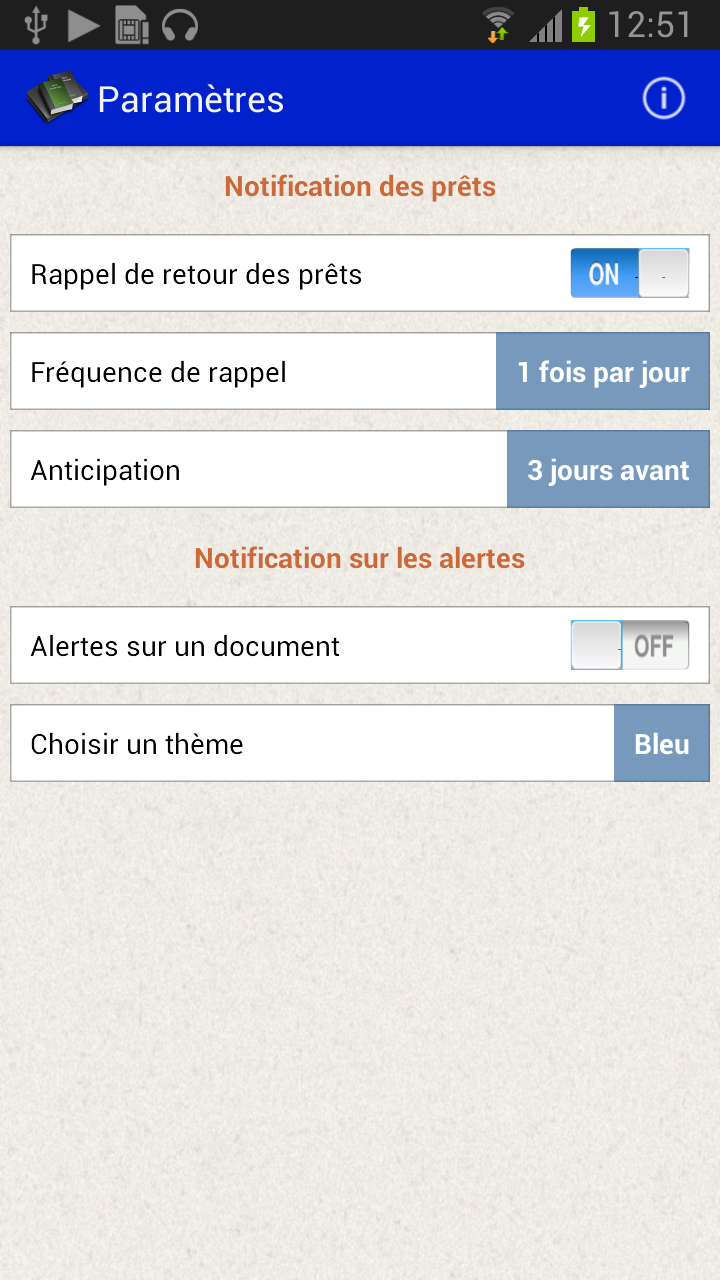 12:51
Paramètres
Notification des prêts
Rappel de retour des prêts ON
Fréquence de rappel 1 fois par jour
Anticipation 3 jours avant
Notification sur les alertes
Alertes sur un document OFF
Choisir un thème Bleu